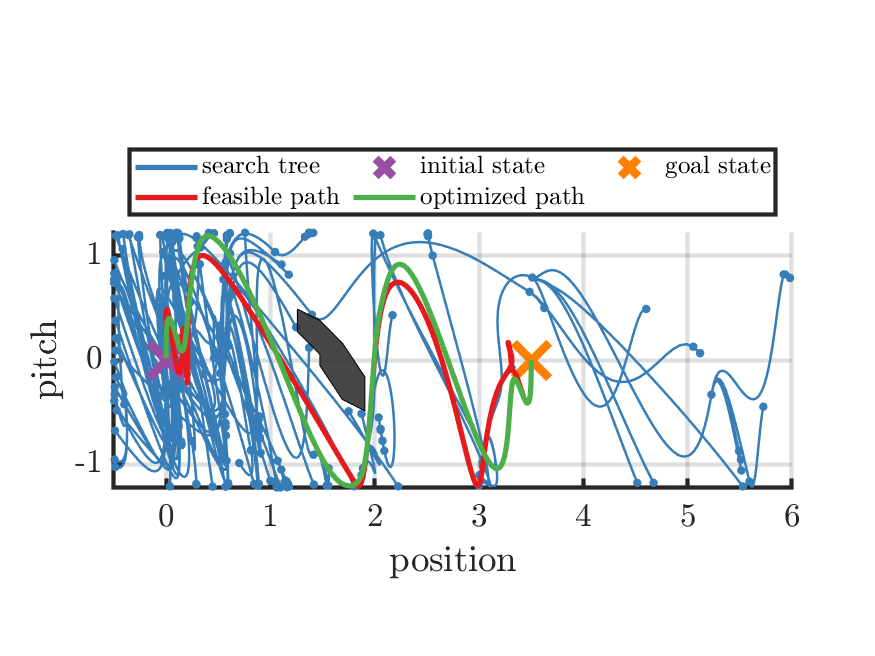 search tree initial state goal state
feasible path optimized path
1
0
-1
pitch
0 1 2 3 4 5 6
position